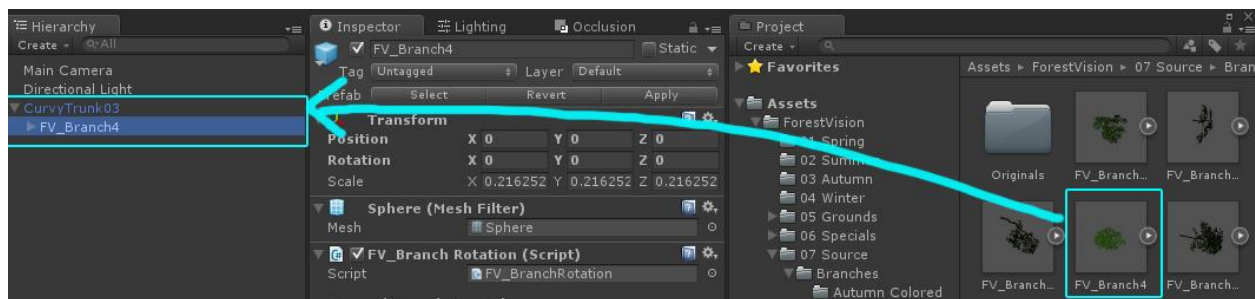 Hierarchy
Create
All
Main Camera
Directional Light
CurvyTrunk03
FV_Branch4
Inspector
Lighting
Occlusion
FV_Branch4
Static
Tag Untagged Layer Default
Prefab Select Revert Apply
Transform
Position X 0 Y 0 Z 0
Rotation X 0 Y 0 Z 0
Scale X 0.216252 Y 0.216252 Z 0.216252
Sphere (Mesh Filter)
Mesh Sphere
FV_Branch Rotation (Script)
Script FV_BranchRotation
Project
Create
Favorites
Assets
ForestVision
01 Spring
02 Summer
03 Autumn
04 Winter
05 Grounds
06 Specials
07 Source
Branches
Autumn Colored
Assets ▸ ForestVision ▸ 07 Source ▸ Bran
Originals
FV_Branch...
FV_Branch...
FV_Branch...
FV_Branch4
FV_Branch...